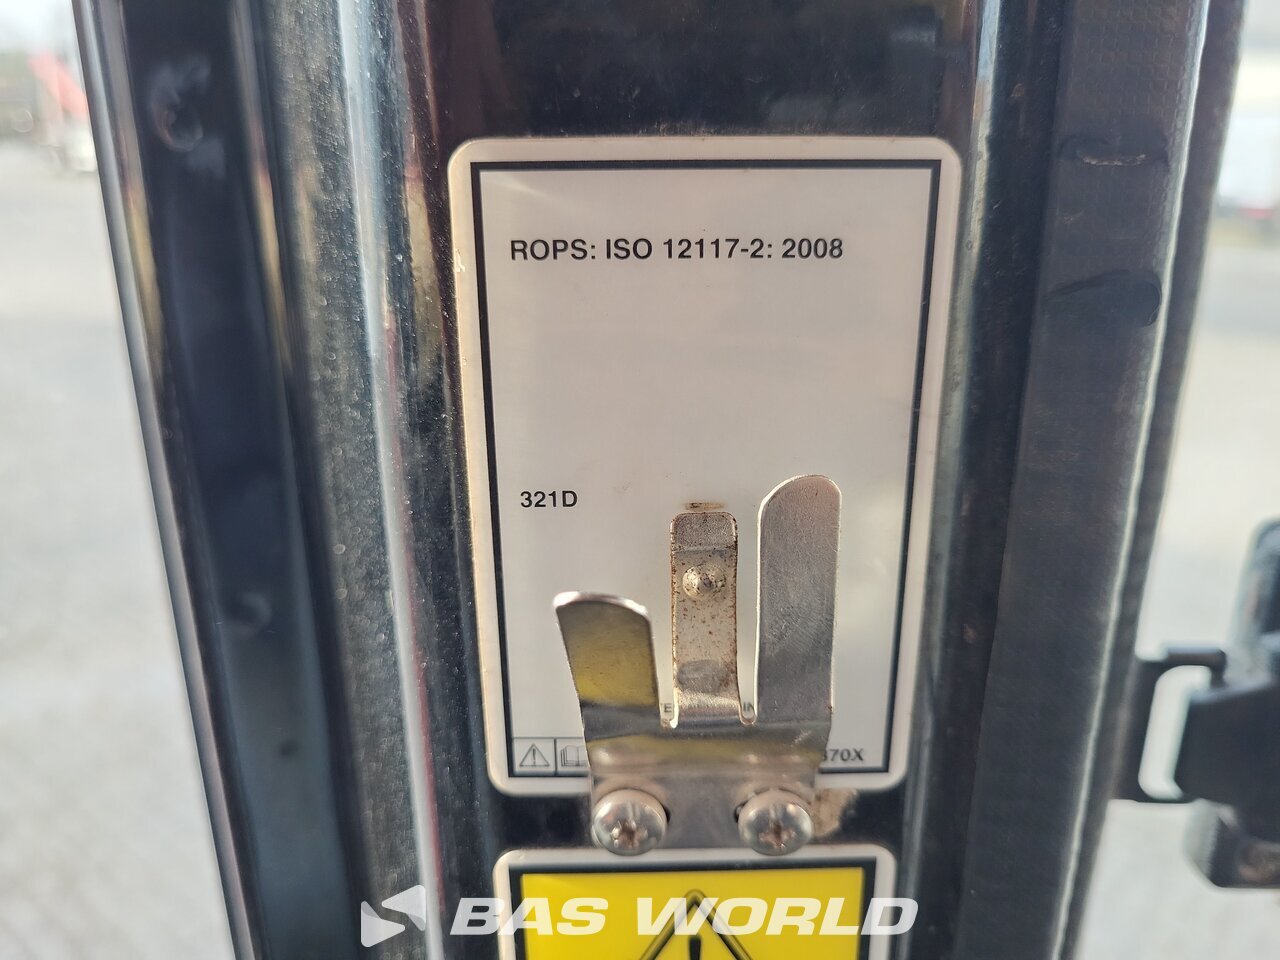 ROPS: ISO 12117-2: 2008
321D
BAS WORLD